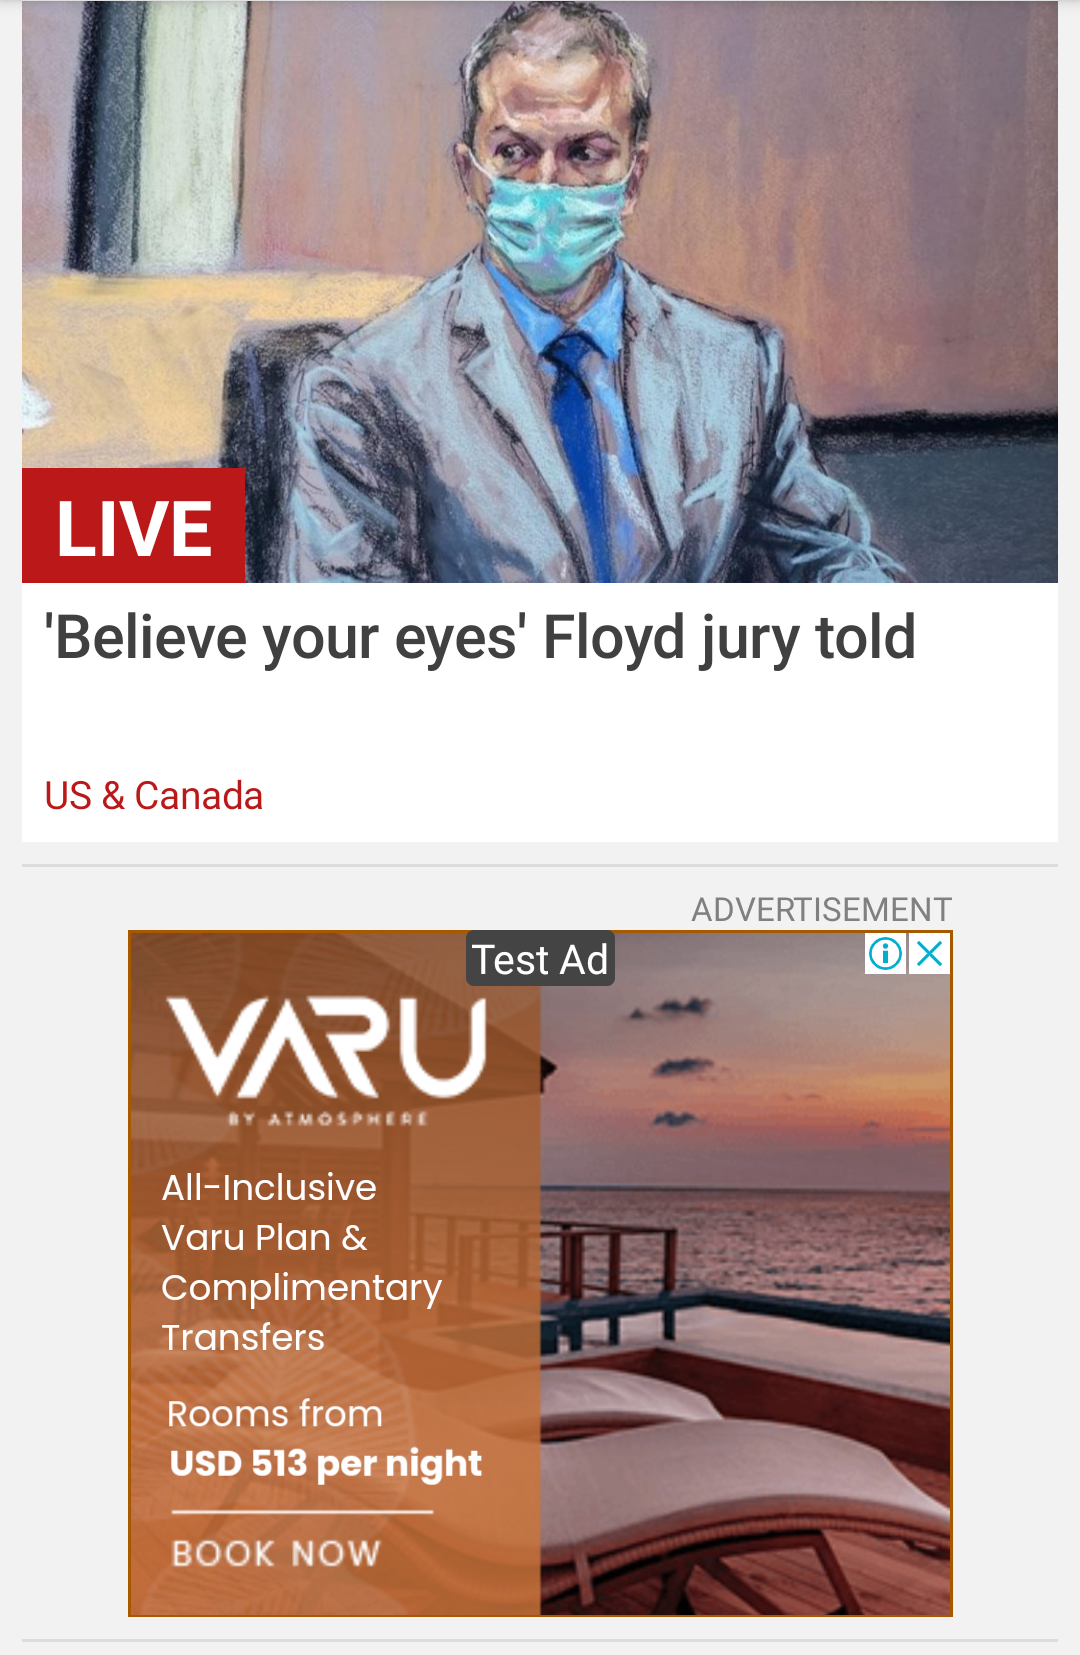 LIVE
'Believe your eyes' Floyd jury told
US & Canada
ADVERTISEMENT
Test Ad
VARU
BY ATMOSPHERE
All-Inclusive
Varu Plan &
Complimentary
Transfers
Rooms from
USD 513 per night
BOOK NOW